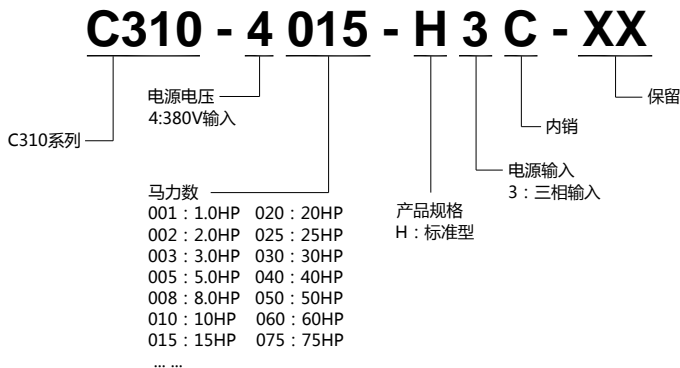 C310 - 4 015 - H 3 C - XX
电源电压
4:380V输入
保留
内销
C310系列
电源输入
3：三相输入
马力数
001：1.0HP 020：20HP
002：2.0HP 025：25HP
003：3.0HP 030：30HP
005：5.0HP 040：40HP
008：8.0HP 050：50HP
010：10HP 060：60HP
015：15HP 075：75HP
... ...
产品规格
H：标准型